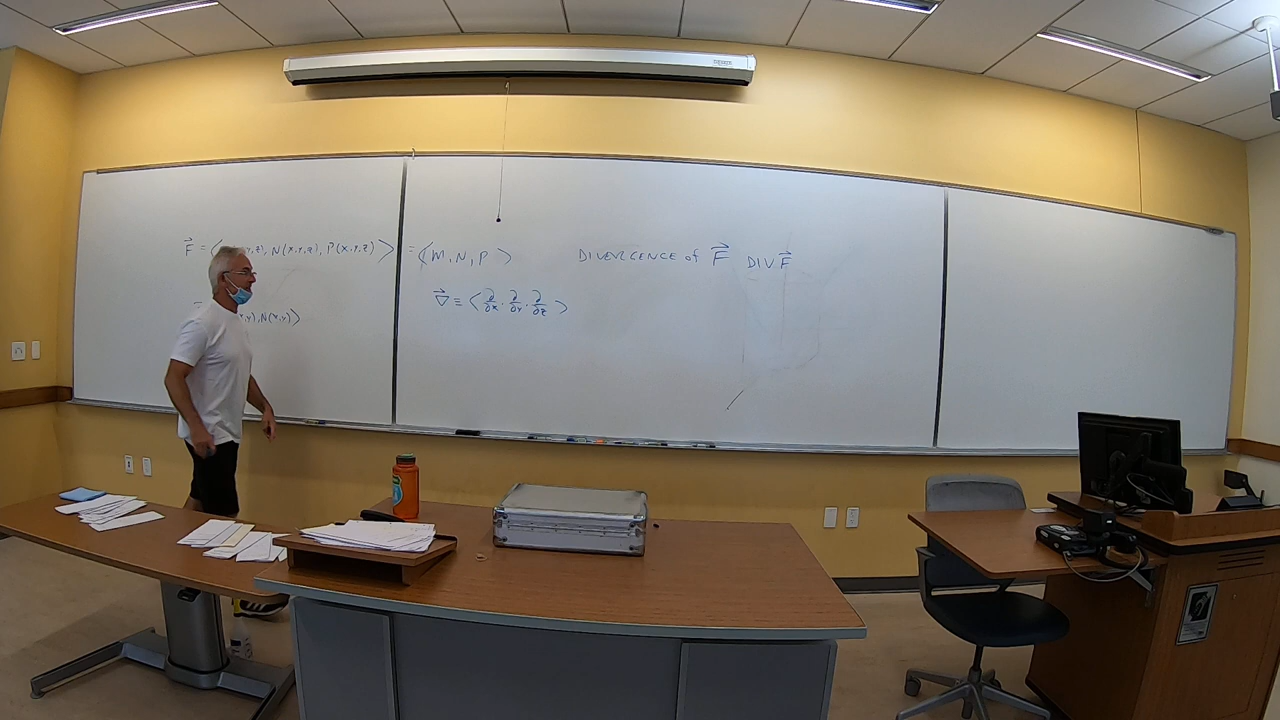 F⃗ = ⟨ ,z), N(x,y,z), P(x,y,z)⟩ = ⟨M, N, P⟩ DIVERGENCE of F⃗ DIV F⃗
∇⃗ ≡ ⟨∂/∂x, ∂/∂y, ∂/∂z⟩
,y), N(x,y)⟩